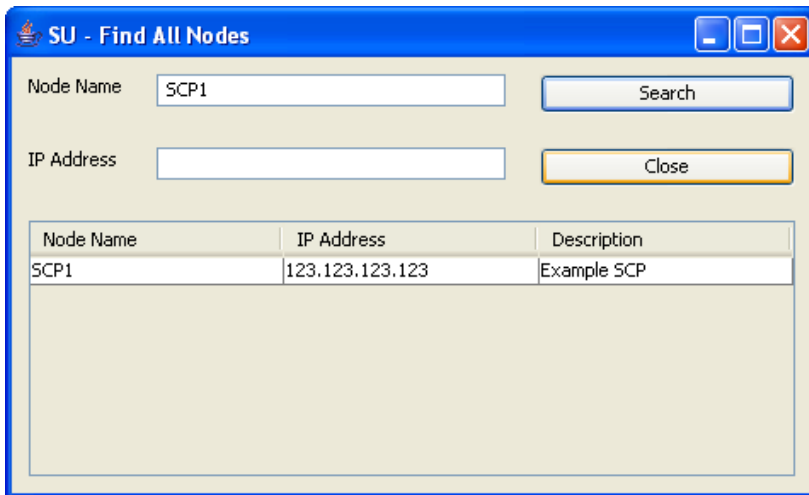 SU - Find All Nodes
Node Name SCP1 Search
IP Address Close
Node Name IP Address Description
SCP1 123.123.123.123 Example SCP